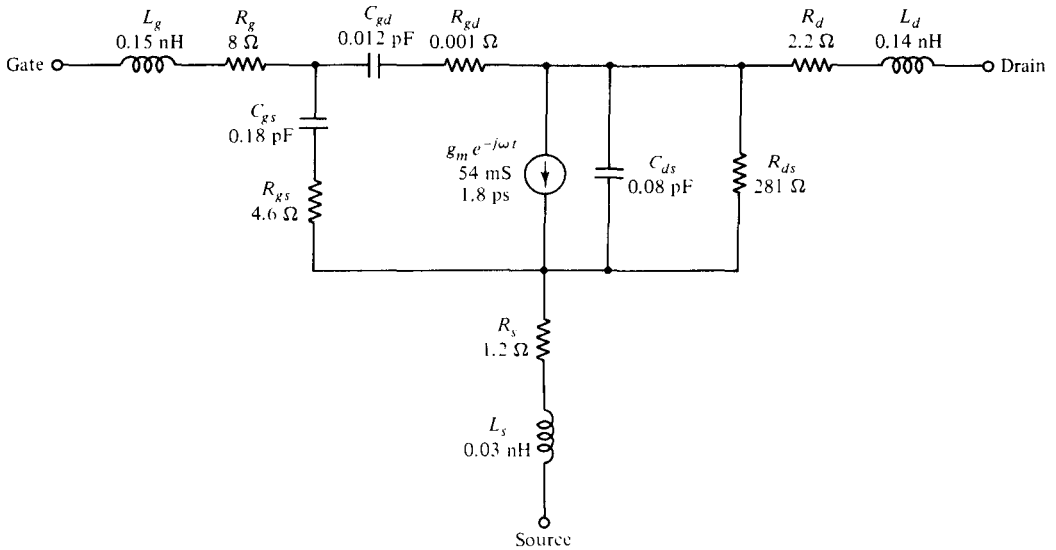 L_g
0.15 nH
R_g
8 Ω
C_gd
0.012 pF
R_gd
0.001 Ω
R_d
2.2 Ω
L_d
0.14 nH
Gate
Drain
C_gs
0.18 pF
g_m e^{-jωt}
54 mS
1.8 ps
C_ds
0.08 pF
R_ds
281 Ω
R_gs
4.6 Ω
R_s
1.2 Ω
L_s
0.03 nH
Source